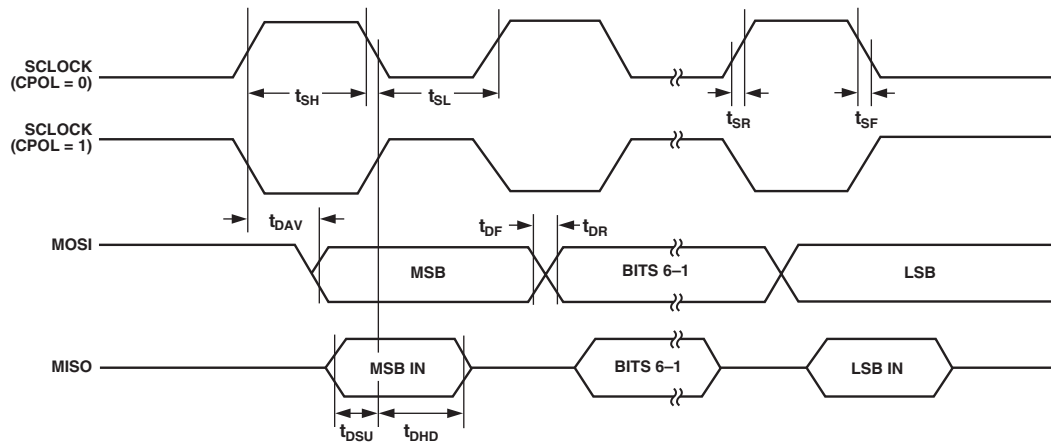 SCLOCK
(CPOL = 0)
tSH
tSL
tSR
tSF
SCLOCK
(CPOL = 1)
tDAV
tDF
tDR
MOSI
MSB
BITS 6–1
LSB
MISO
MSB IN
BITS 6–1
LSB IN
tDSU
tDHD